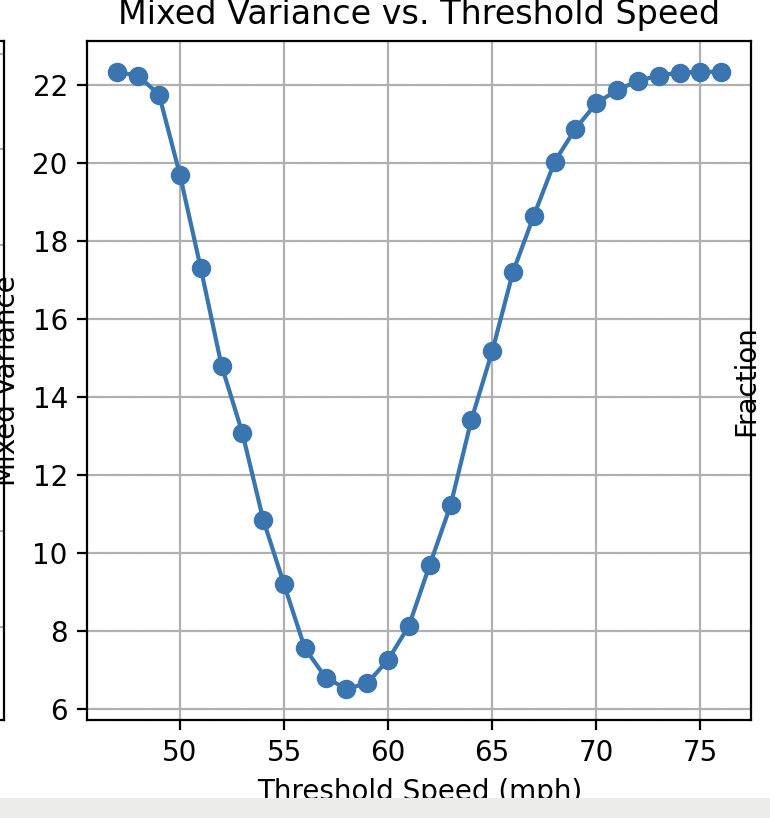 Mixed Variance vs. Threshold Speed
22
20
18
16
14
12
10
8
6
Mixed Variance
Fraction
50 55 60 65 70 75
Threshold Speed (mph)